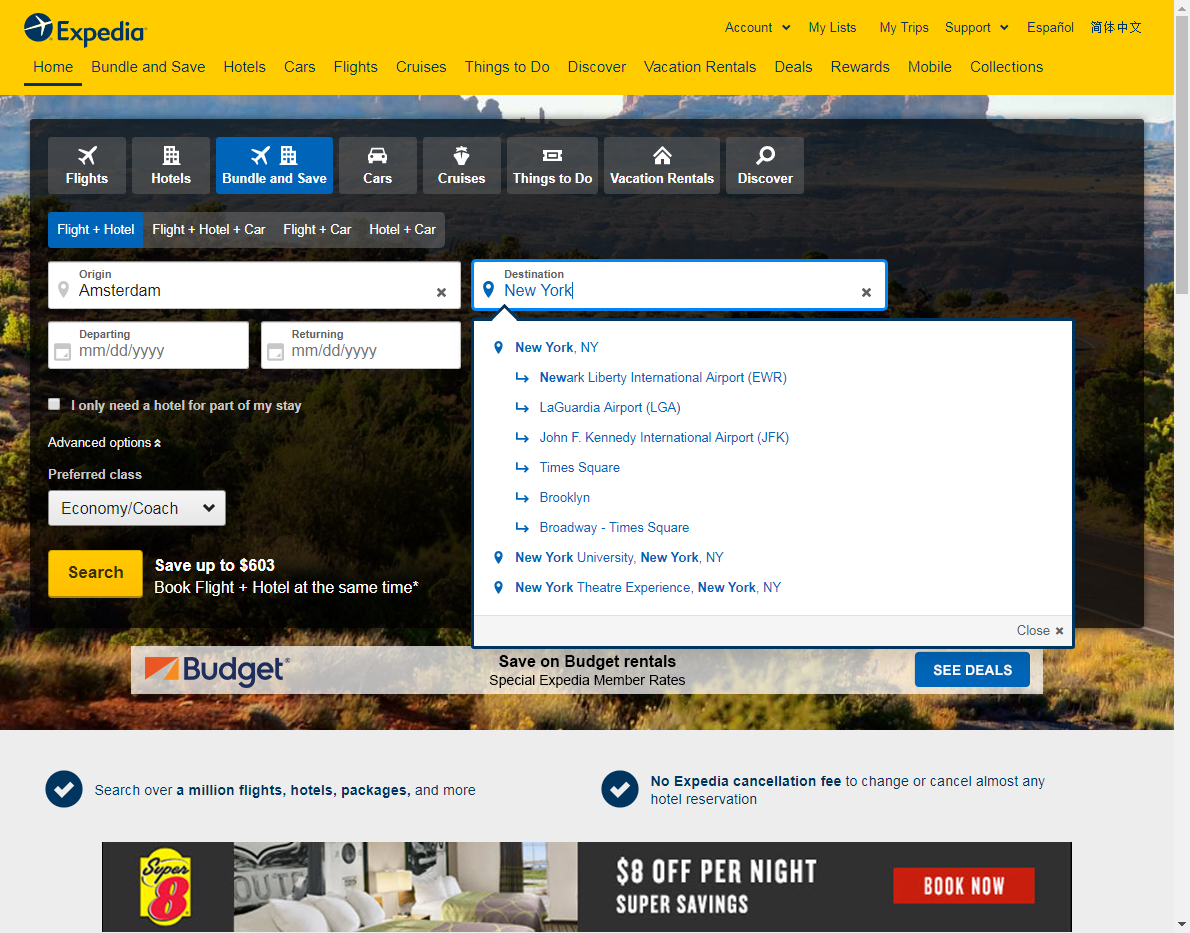 Expedia
Account
My Lists
My Trips
Support
Español
简体中文
Home
Bundle and Save
Hotels
Cars
Flights
Cruises
Things to Do
Discover
Vacation Rentals
Deals
Rewards
Mobile
Collections
Flights
Hotels
Bundle and Save
Cars
Cruises
Things to Do
Vacation Rentals
Discover
Flight + Hotel
Flight + Hotel + Car
Flight + Car
Hotel + Car
Origin
Amsterdam
Destination
New York
Departing
mm/dd/yyyy
Returning
mm/dd/yyyy
I only need a hotel for part of my stay
Advanced options
Preferred class
Economy/Coach
Search
Save up to $603
Book Flight + Hotel at the same time*
New York, NY
Newark Liberty International Airport (EWR)
LaGuardia Airport (LGA)
John F. Kennedy International Airport (JFK)
Times Square
Brooklyn
Broadway - Times Square
New York University, New York, NY
New York Theatre Experience, New York, NY
Close
Budget
Save on Budget rentals
Special Expedia Member Rates
SEE DEALS
Search over a million flights, hotels, packages, and more
No Expedia cancellation fee to change or cancel almost any
hotel reservation
Super
8
OUT
$8 OFF PER NIGHT
SUPER SAVINGS
BOOK NOW